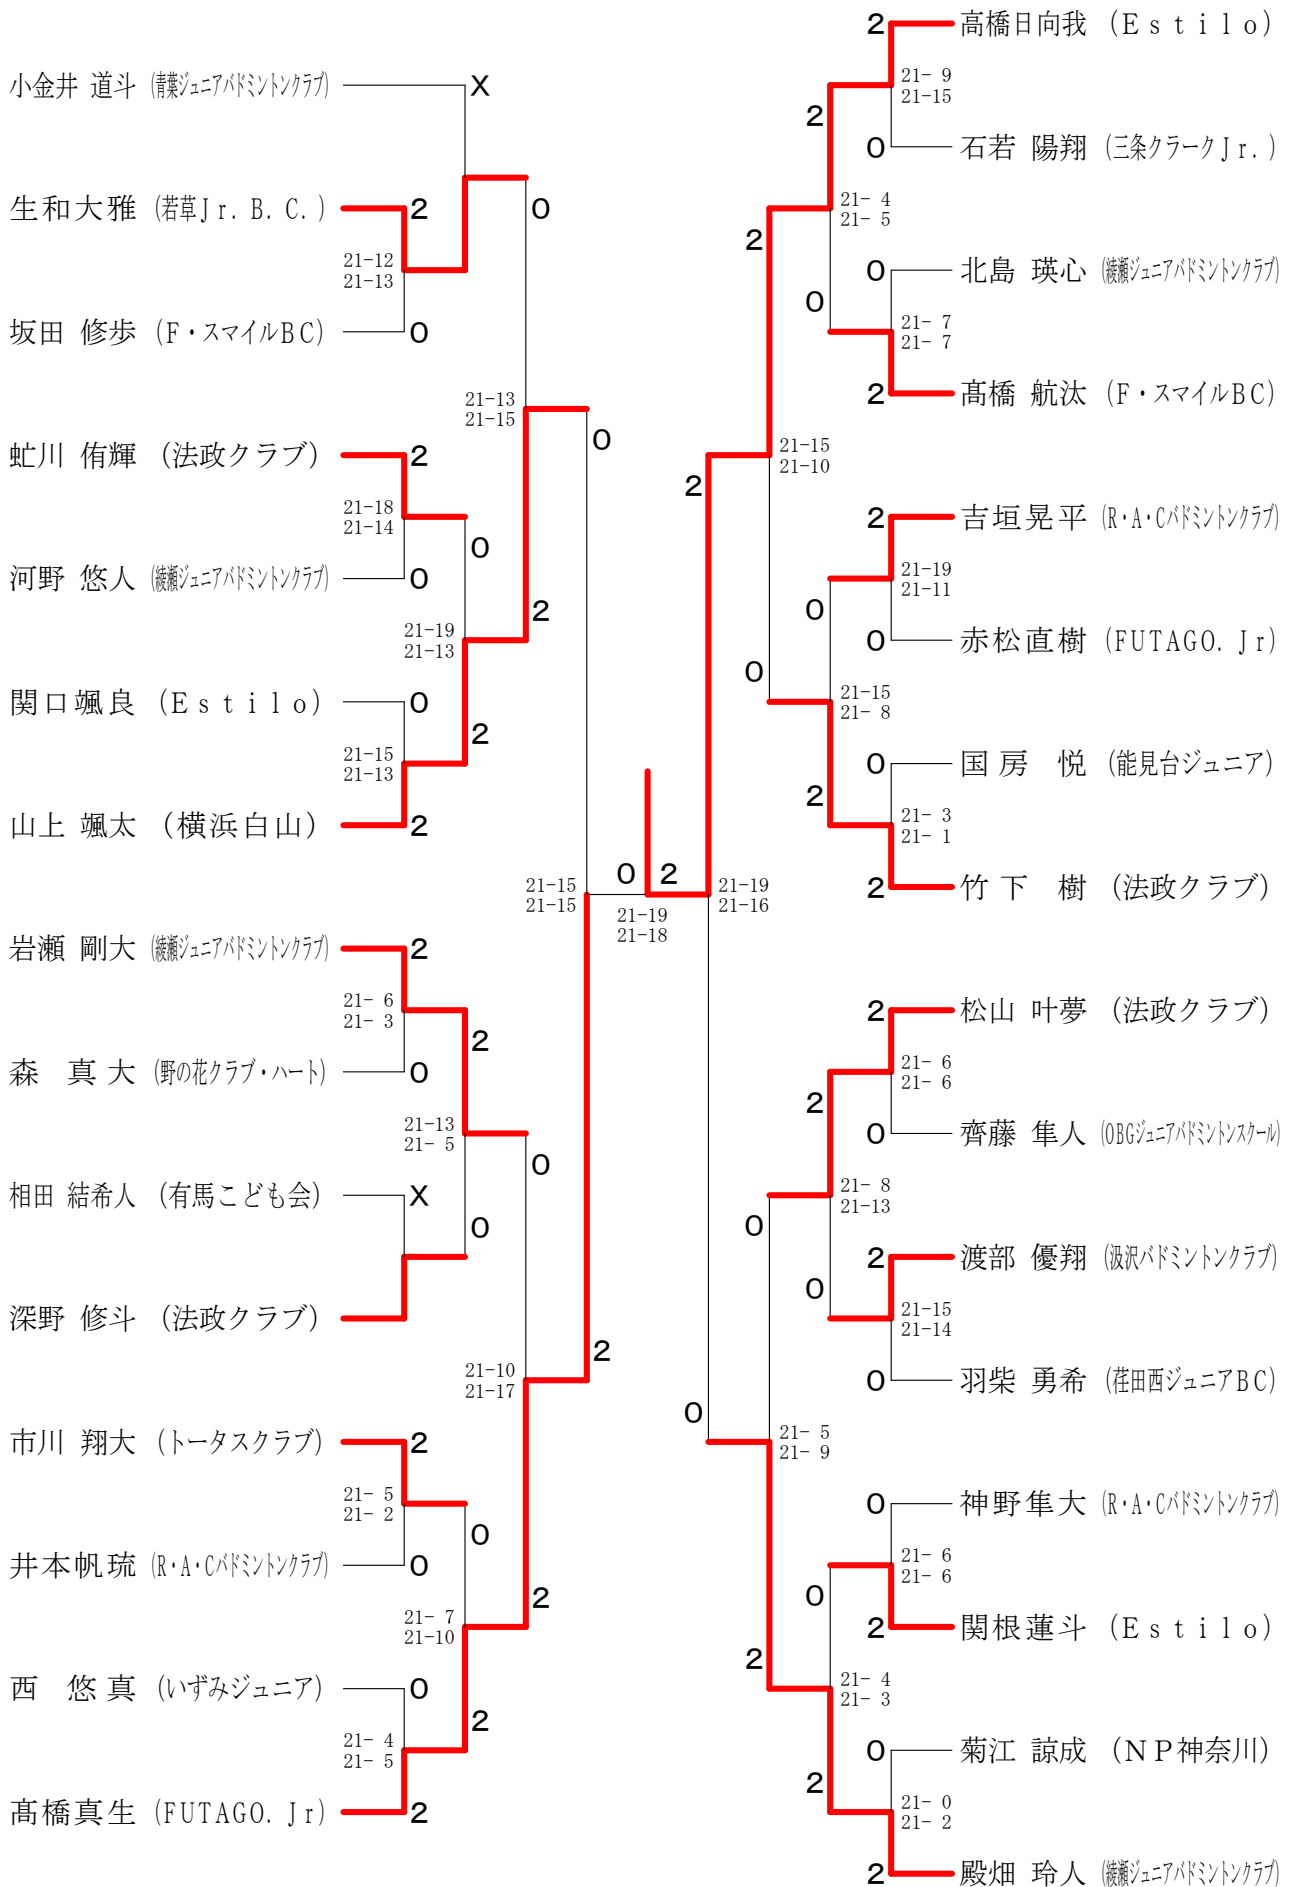 小金井 道斗 (青葉ジュニアバドミントンクラブ) X
0
生和大雅 (若草Jr. B. C. ) 2
21-12
21-13
坂田 修歩 (F・スマイルBC) 0
21-13
21-15
0
虻川 侑輝 (法政クラブ) 2
21-18
21-14
0
河野 悠人 (綾瀬ジュニアバドミントンクラブ) 0
2
21-19
21-13
関口颯良 (Ｅｓｔｉｌｏ) 0
21-15
21-13
2
山上 颯太 (横浜白山) 2
21-15
21-15
岩瀬 剛大 (綾瀬ジュニアバドミントンクラブ) 2
21- 6
21- 3
2
森 真大 (野の花クラブ・ハート) 0
21-13
21- 5
0
相田 結希人 (有馬こども会) X
0
深野 修斗 (法政クラブ)
21-10
21-17
2
市川 翔大 (トータスクラブ) 2
21- 5
21- 2
0
井本帆琉 (R・A・Cバドミントンクラブ) 0
2
21- 7
21-10
西 悠真 (いずみジュニア) 0
21- 4
21- 5
2
髙橋真生 (FUTAGO. Jr) 2
0 2
21-19
21-18
2 高橋日向我 (Ｅｓｔｉｌｏ)
21- 9
21-15
2
0 石若 陽翔 (三条クラークJr. )
21- 4
21- 5
2
0 北島 瑛心 (綾瀬ジュニアバドミントンクラブ)
0
21- 7
21- 7
2 髙橋 航汰 (F・スマイルBC)
21-15
21-10
2
2 吉垣晃平 (R・A・Cバドミントンクラブ)
21-19
21-11
0
0 赤松直樹 (FUTAGO. Jr)
0
21-15
21- 8
0 国房 悦 (能見台ジュニア)
2
21- 3
21- 1
2 竹下 樹 (法政クラブ)
21-19
21-16
2 松山 叶夢 (法政クラブ)
21- 6
21- 6
2
0 齊藤 隼人 (OBGジュニアバドミントンスクール)
21- 8
21-13
0
2 渡部 優翔 (汲沢バドミントンクラブ)
0
21-15
21-14
0 羽柴 勇希 (荏田西ジュニアBC)
0
21- 5
21- 9
0 神野隼大 (R・A・Cバドミントンクラブ)
21- 6
21- 6
0
2 関根蓮斗 (Ｅｓｔｉｌｏ)
2
21- 4
21- 3
0 菊江 諒成 (ＮＰ神奈川)
2
21- 0
21- 2
2 殿畑 玲人 (綾瀬ジュニアバドミントンクラブ)